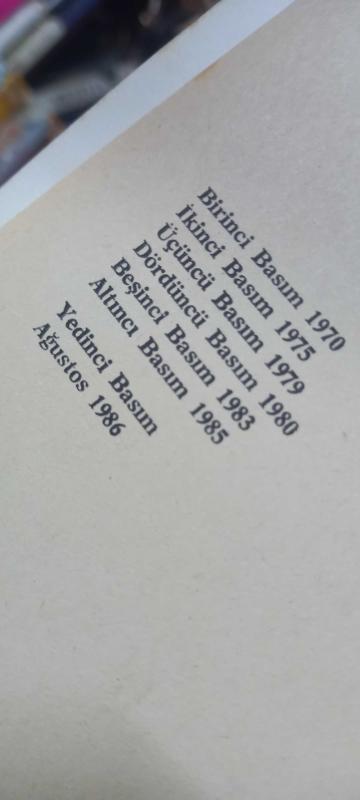 Birinci Basım 1970
İkinci Basım 1975
Üçüncü Basım 1979
Dördüncü Basım 1980
Beşinci Basım 1983
Altıncı Basım 1985
Yedinci Basım
Ağustos 1986